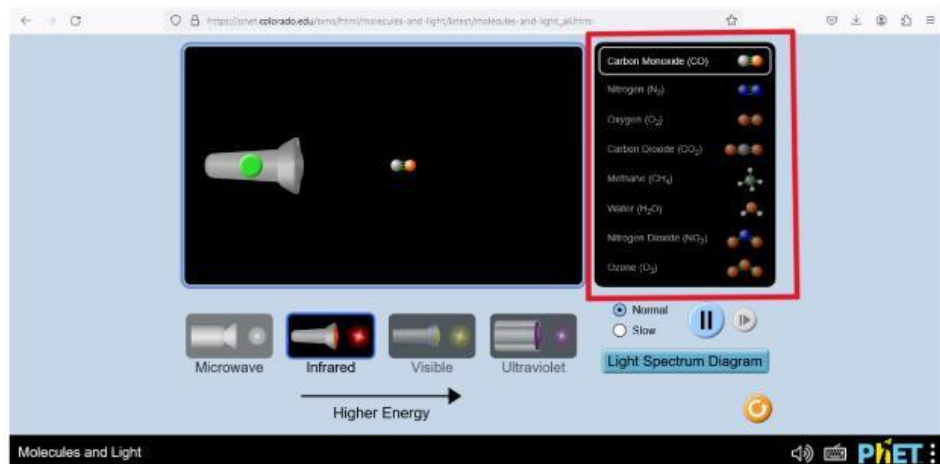 https://phet.colorado.edu/sims/html/molecules-and-light/latest/molecules-and-light_all.html
Carbon Monoxide (CO)
Nitrogen (N₂)
Oxygen (O₂)
Carbon Dioxide (CO₂)
Methane (CH₄)
Water (H₂O)
Nitrogen Dioxide (NO₂)
Ozone (O₃)
Normal
Slow
Microwave Infrared Visible Ultraviolet
Light Spectrum Diagram
Higher Energy
Molecules and Light PhET